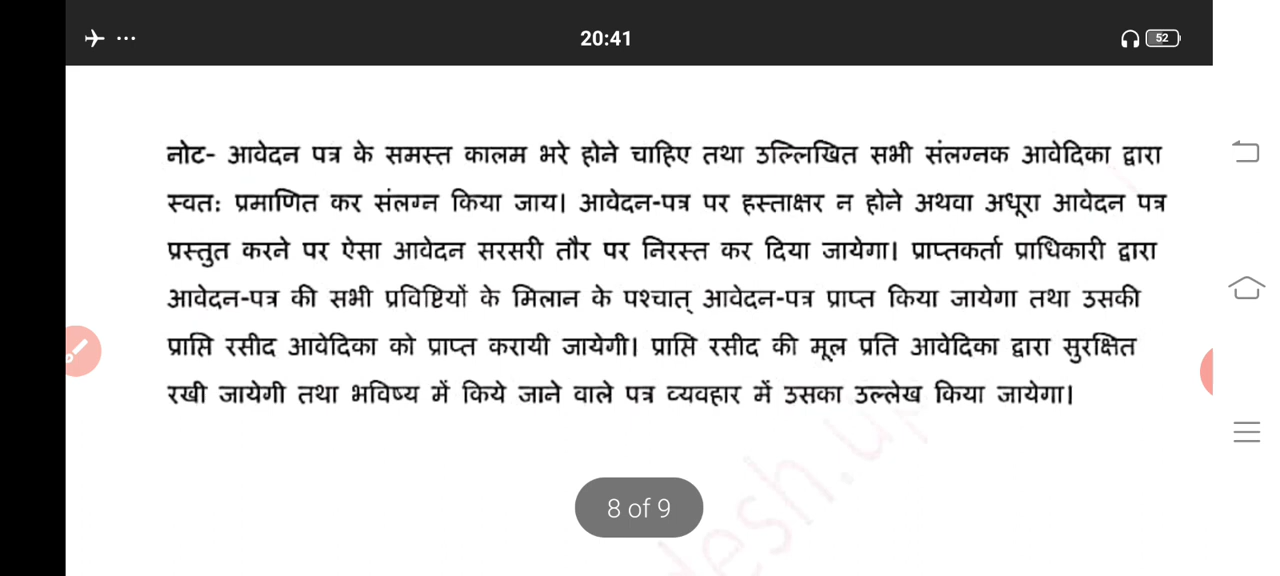 ...
20:41
52
नोट- आवेदन पत्र के समस्त कालम भरे होने चाहिए तथा उल्लिखित सभी संलग्नक आवेदिका द्वारा
स्वतः प्रमाणित कर संलग्न किया जाय। आवेदन-पत्र पर हस्ताक्षर न होने अथवा अधूरा आवेदन पत्र
प्रस्तुत करने पर ऐसा आवेदन सरसरी तौर पर निरस्त कर दिया जायेगा। प्राप्तकर्ता प्राधिकारी द्वारा
आवेदन-पत्र की सभी प्रविष्टियों के मिलान के पश्चात् आवेदन-पत्र प्राप्त किया जायेगा तथा उसकी
प्राप्ति रसीद आवेदिका को प्राप्त करायी जायेगी। प्राप्ति रसीद की मूल प्रति आवेदिका द्वारा सुरक्षित
रखी जायेगी तथा भविष्य में किये जाने वाले पत्र व्यवहार में उसका उल्लेख किया जायेगा।
8 of 9